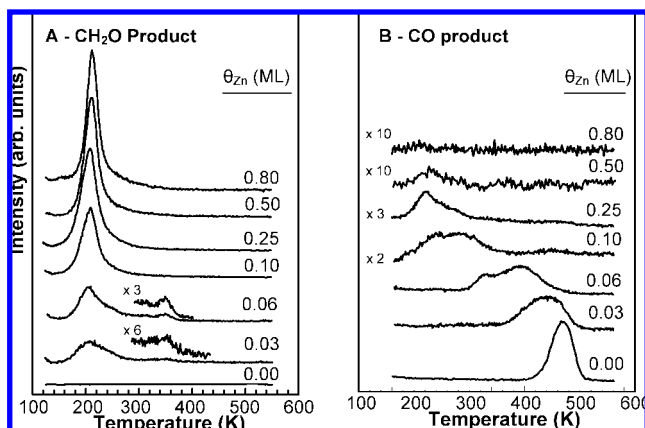 A - CH₂O Product
θZn (ML)
Intensity (arb. units)
0.80
0.50
0.25
0.10
x 3
0.06
x 6
0.03
0.00
100 200 300 400 500 600
Temperature (K)
B - CO product
θZn (ML)
x 10
0.80
x 10
0.50
x 3
0.25
x 2
0.10
0.06
0.03
0.00
100 200 300 400 500 600
Temperature (K)